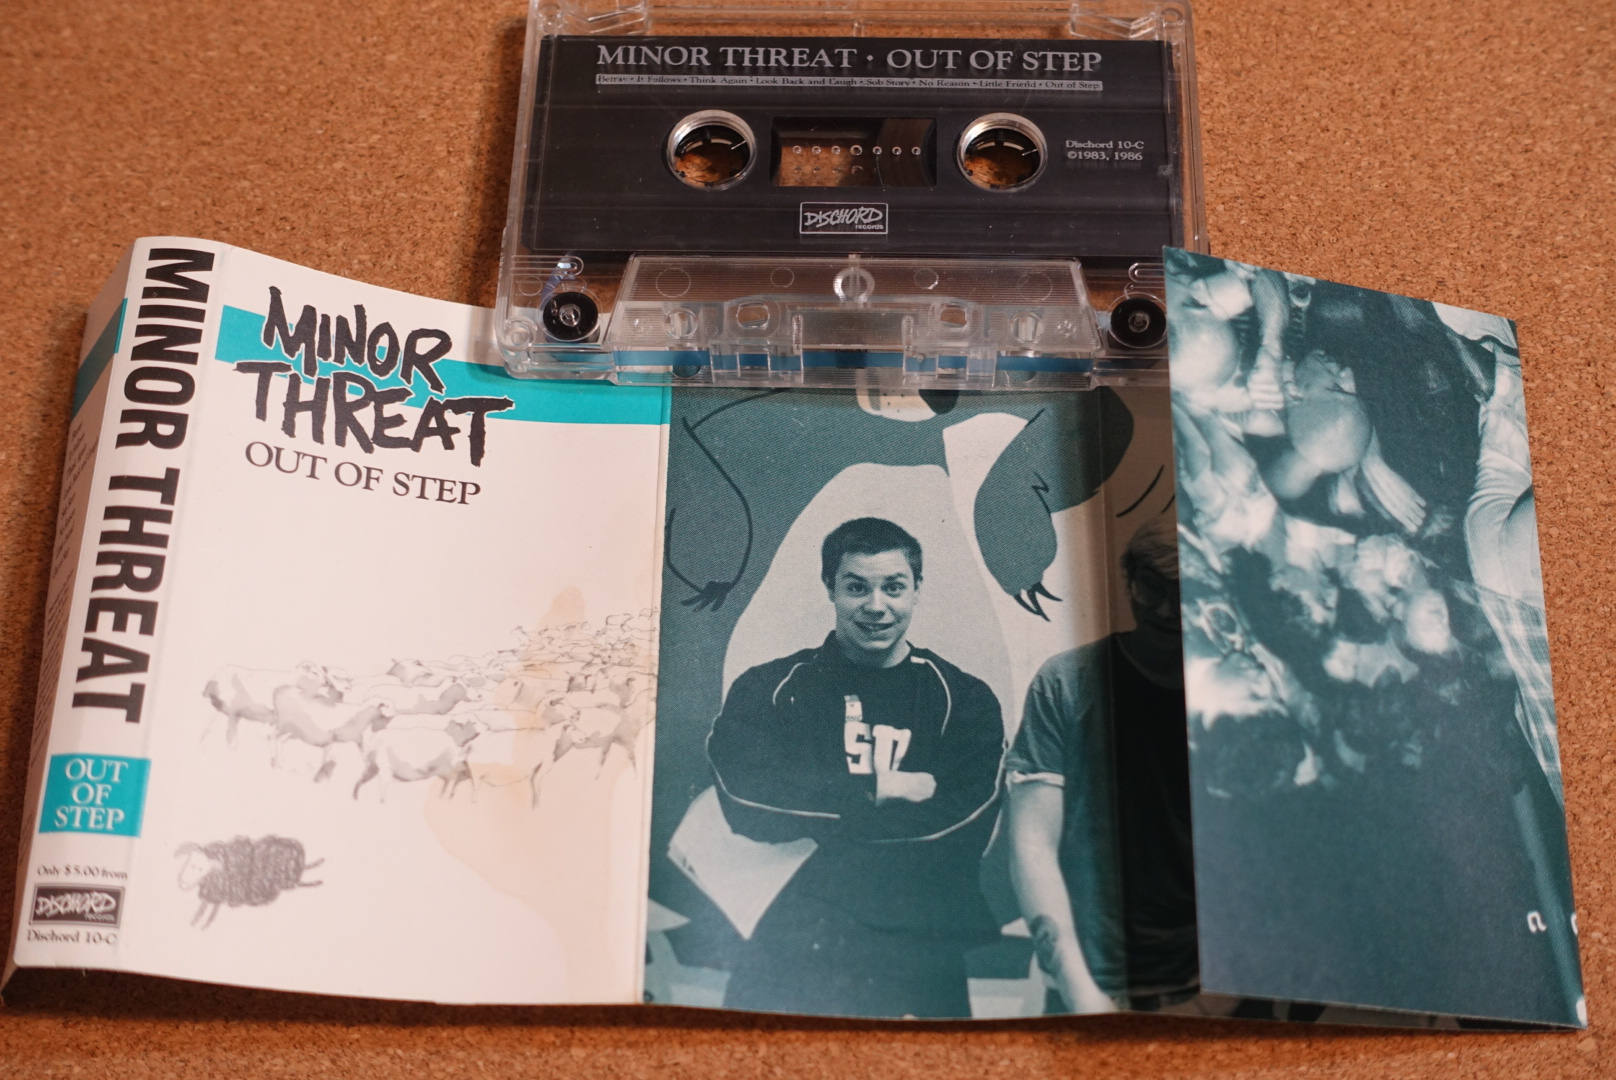 MINOR THREAT · OUT OF STEP
Betray • It Follows • Think Again • Look Back and Laugh • Sob Story • No Reason • Little Friend • Out of Step
Dischord 10-C
©1983, 1986
DISCHORD
records
MINOR THREAT
OUT
OF
STEP
Only $5.00 from
DISCHORD
records
Dischord 10-C
MINOR
THREAT
OUT OF STEP